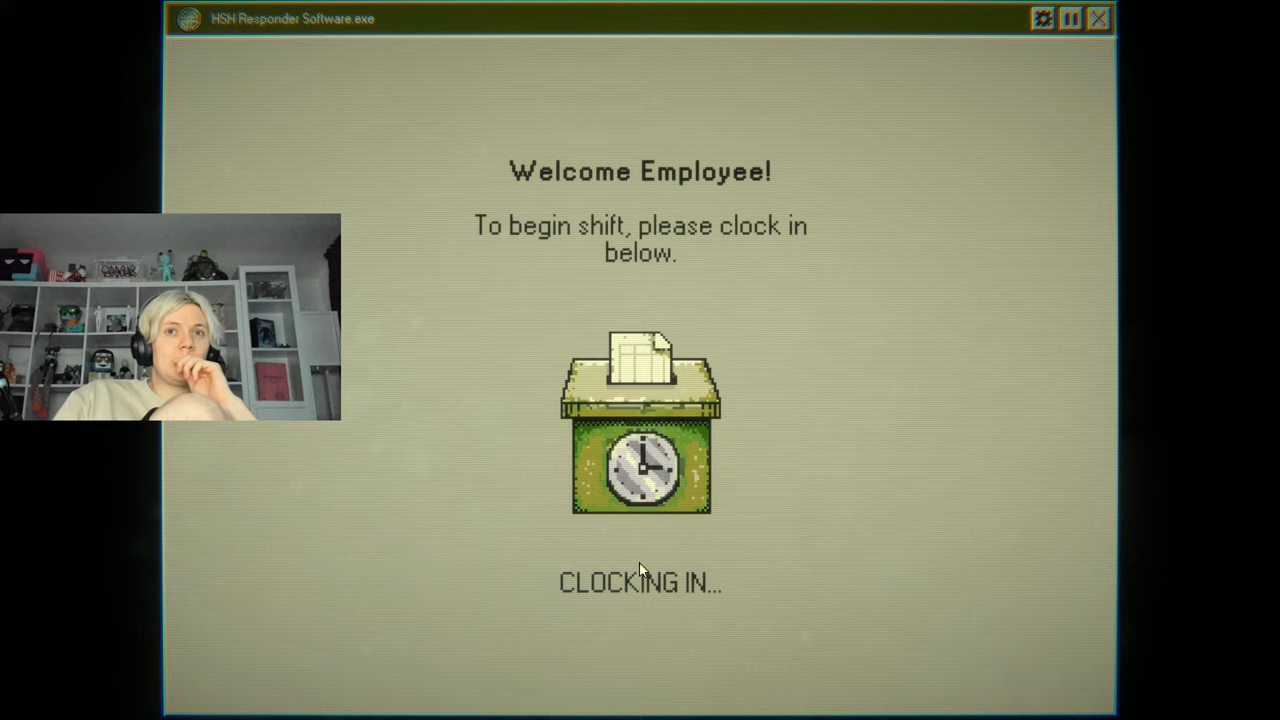 HSH Responder Software.exe
Welcome Employee!
To begin shift, please clock in
below.
CLOCKING IN...